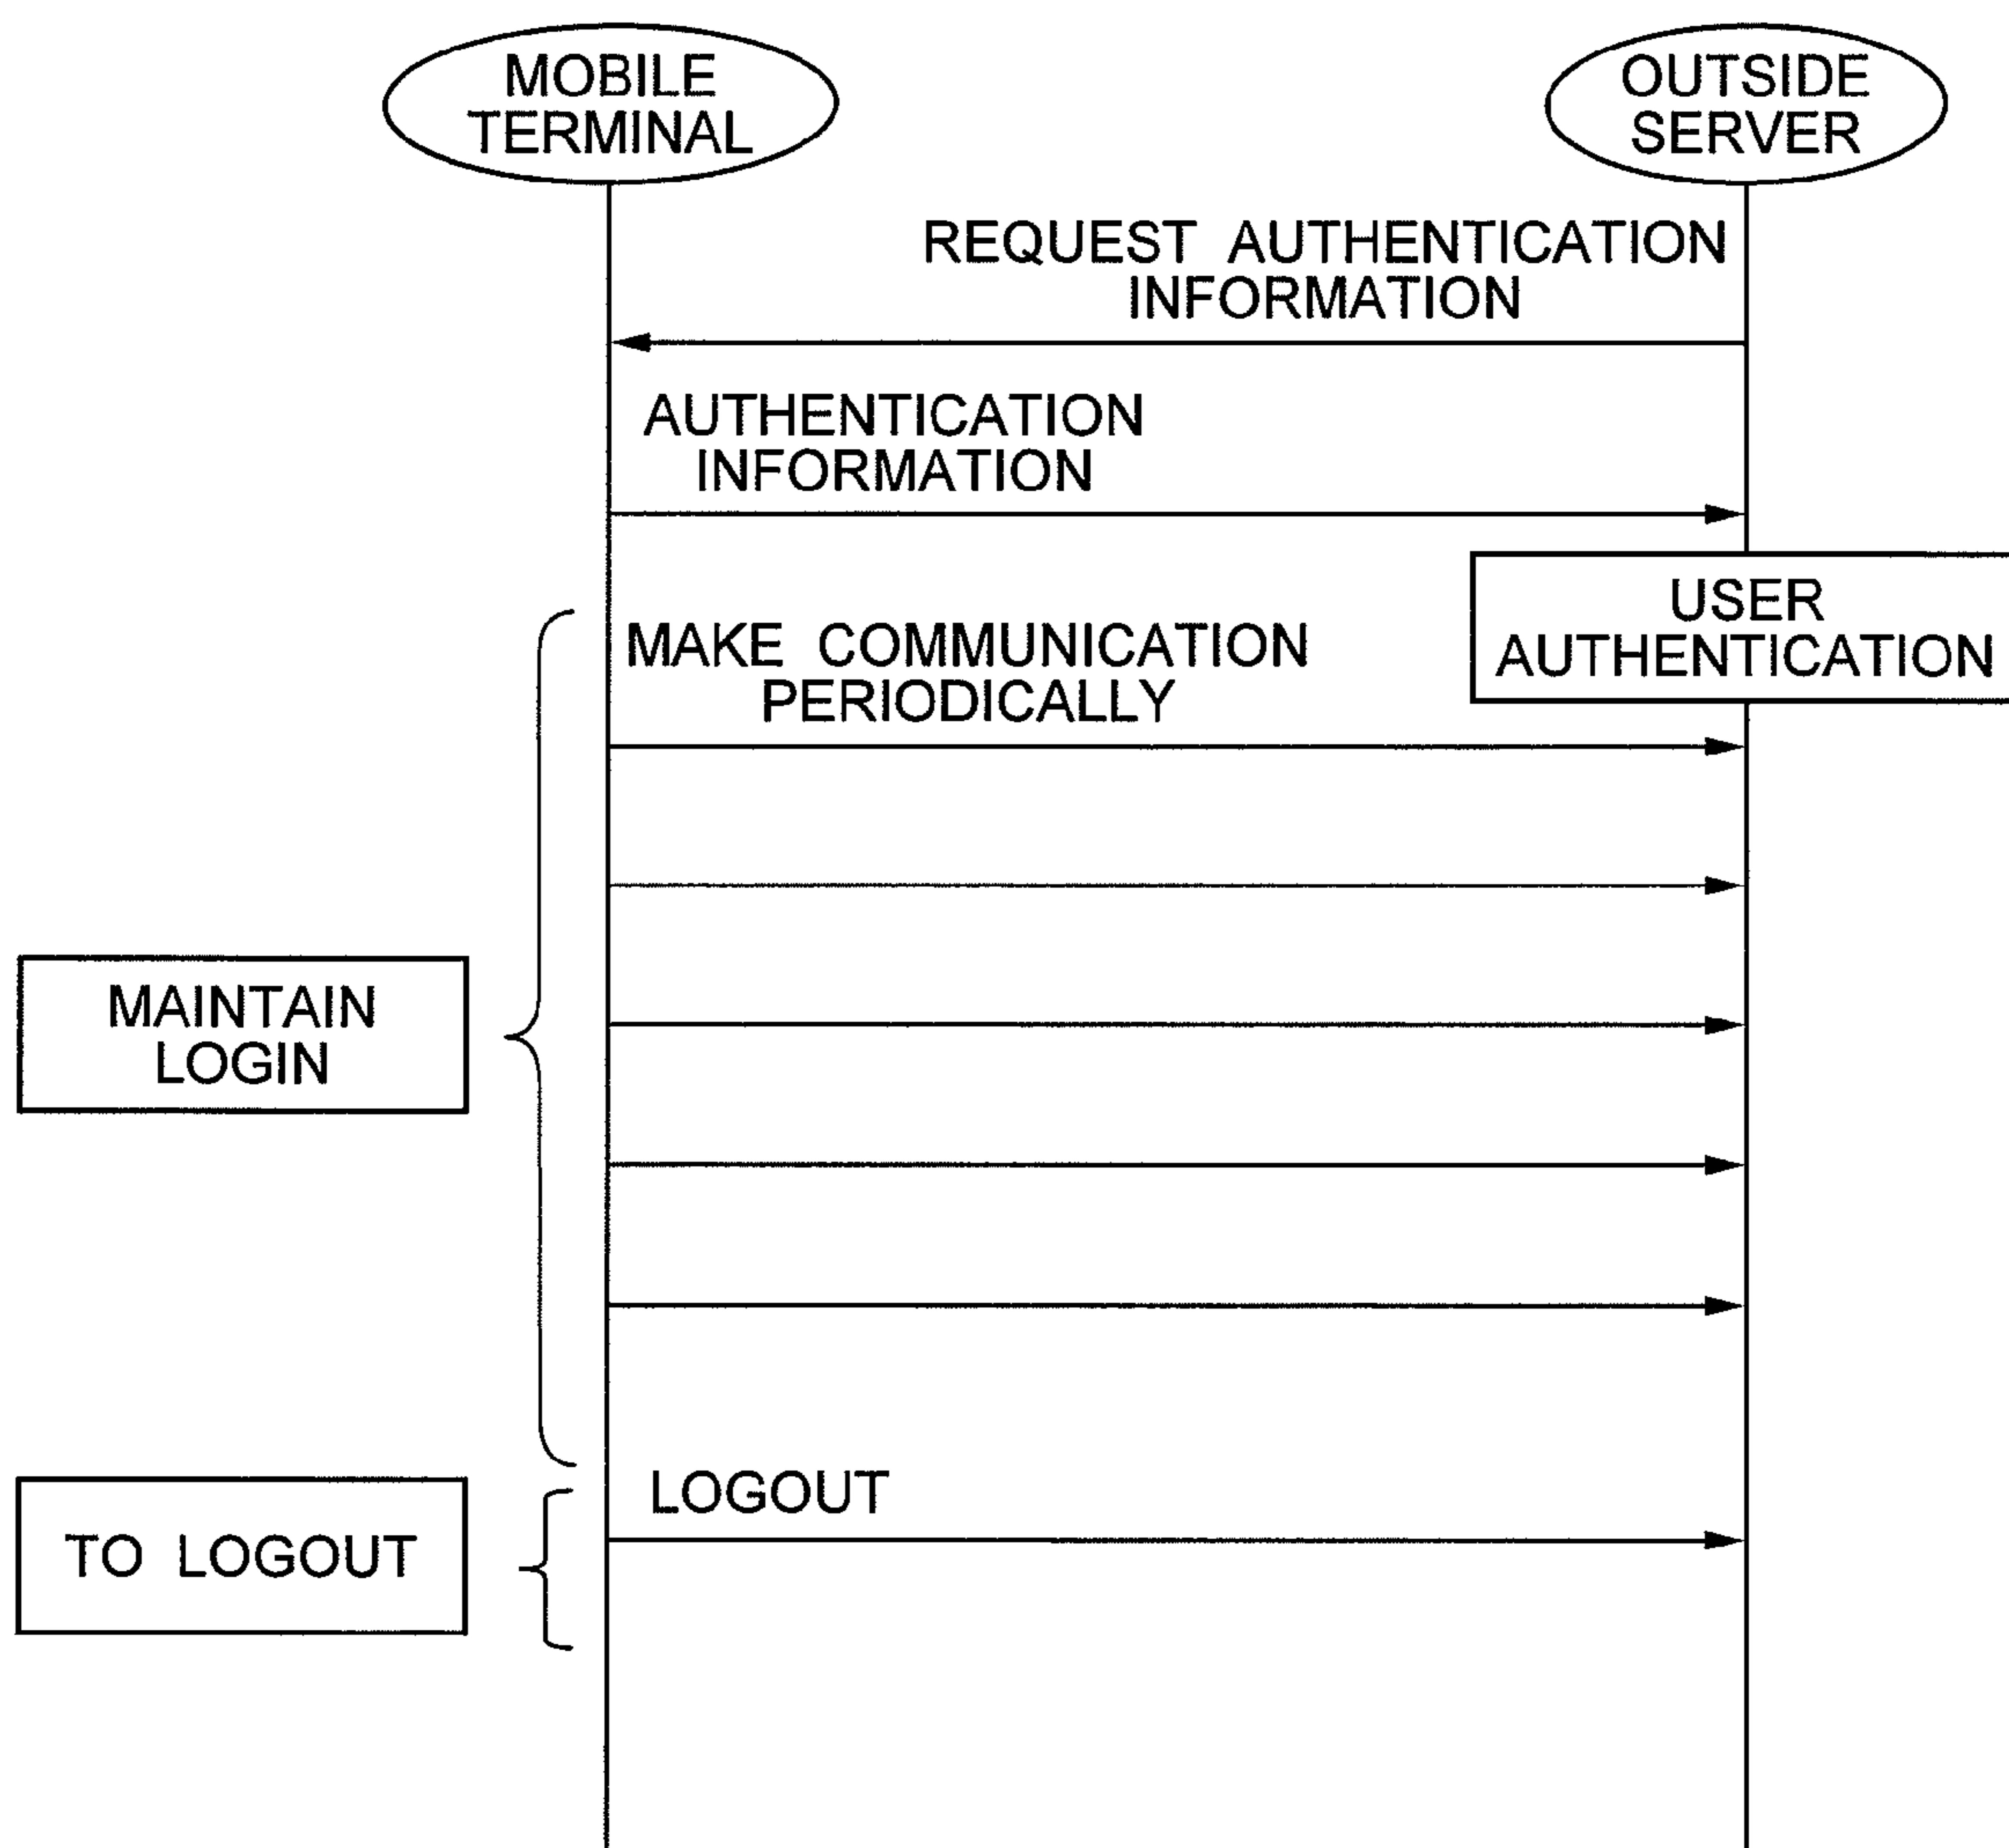 MOBILE
TERMINAL
OUTSIDE
SERVER
REQUEST AUTHENTICATION
INFORMATION
AUTHENTICATION
INFORMATION
USER
AUTHENTICATION
MAKE COMMUNICATION
PERIODICALLY
MAINTAIN
LOGIN
LOGOUT
TO LOGOUT